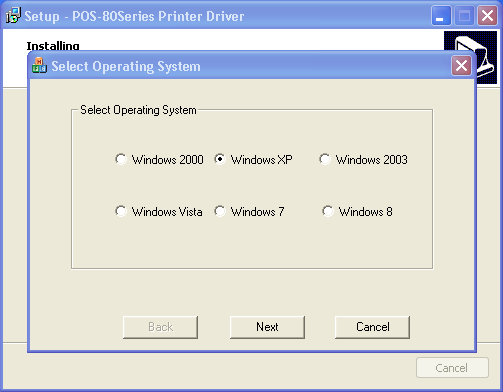 Setup - POS-80Series Printer Driver
Installing
Select Operating System
Select Operating System
Windows 2000 Windows XP Windows 2003
Windows Vista Windows 7 Windows 8
Back Next Cancel
Cancel